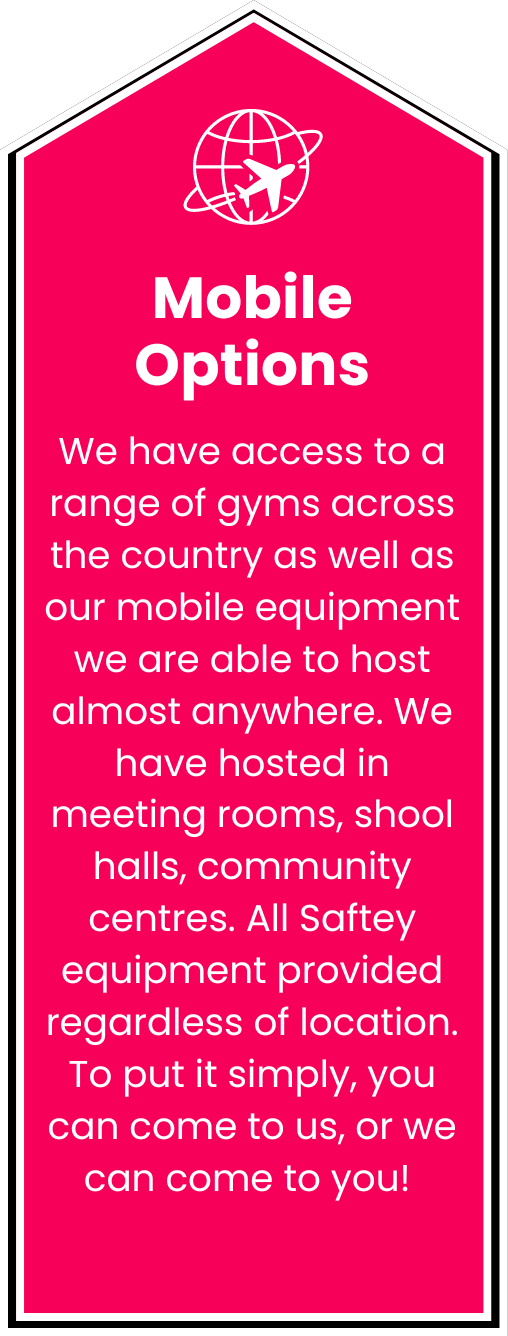 Mobile
Options
We have access to a
range of gyms across
the country as well as
our mobile equipment
we are able to host
almost anywhere. We
have hosted in
meeting rooms, shool
halls, community
centres. All Saftey
equipment provided
regardless of location.
To put it simply, you
can come to us, or we
can come to you!